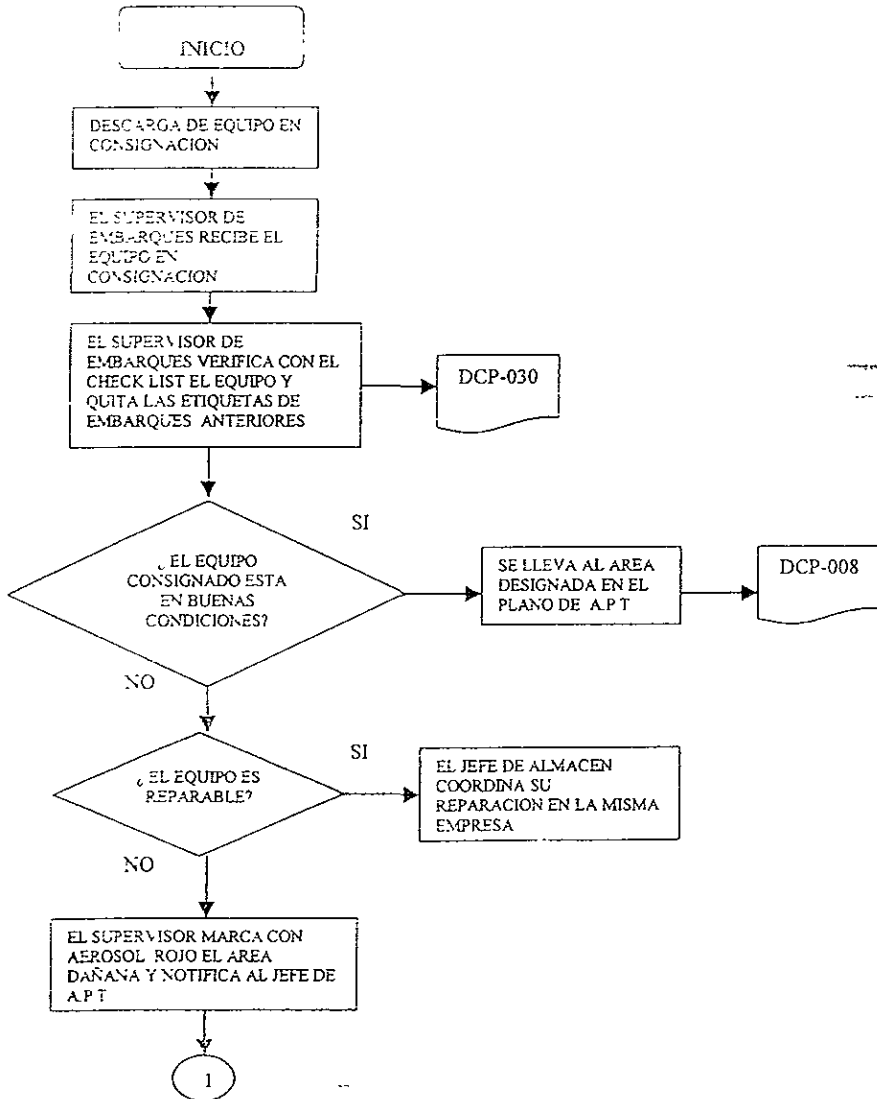 INICIO
DESCARGA DE EQUIPO EN
CONSIGNACION
EL SUPERVISOR DE
EMBARQUES RECIBE EL
EQUIPO EN
CONSIGNACION
EL SUPERVISOR DE
EMBARQUES VERIFICA CON EL
CHECK LIST EL EQUIPO Y
QUITA LAS ETIQUETAS DE
EMBARQUES ANTERIORES
DCP-030
¿ EL EQUIPO
CONSIGNADO ESTA
EN BUENAS
CONDICIONES?
SI
SE LLEVA AL AREA
DESIGNADA EN EL
PLANO DE A.P T
DCP-008
NO
¿ EL EQUIPO ES
REPARABLE?
SI
EL JEFE DE ALMACEN
COORDINA SU
REPARACION EN LA MISMA
EMPRESA
NO
EL SUPERVISOR MARCA CON
AEROSOL ROJO EL AREA
DAÑANA Y NOTIFICA AL JEFE DE
A.P T
1